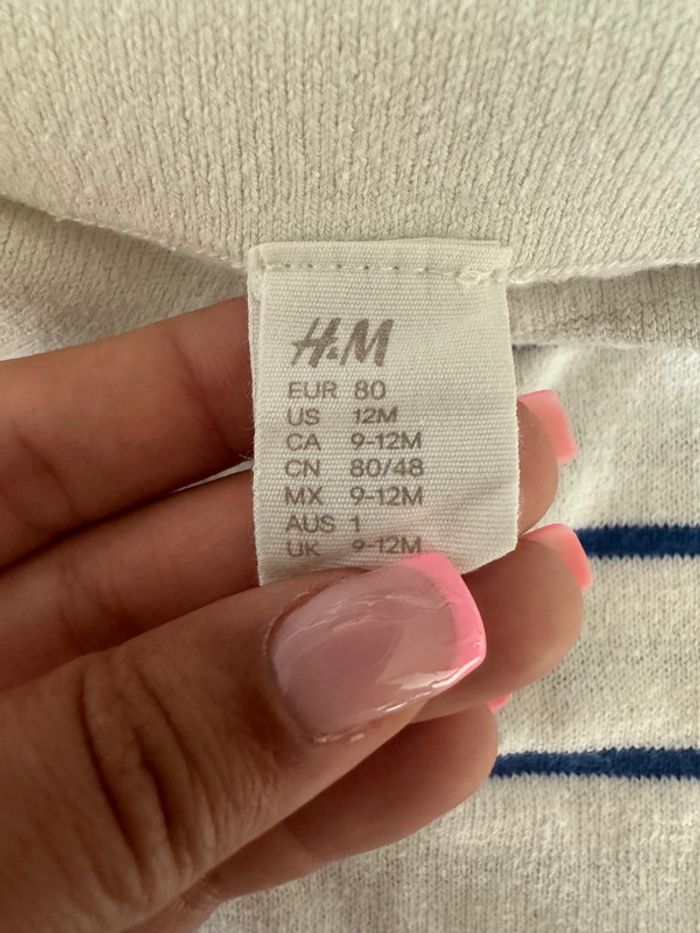 H&M
EUR 80
US 12M
CA 9-12M
CN 80/48
MX 9-12M
AUS 1
UK 9-12M